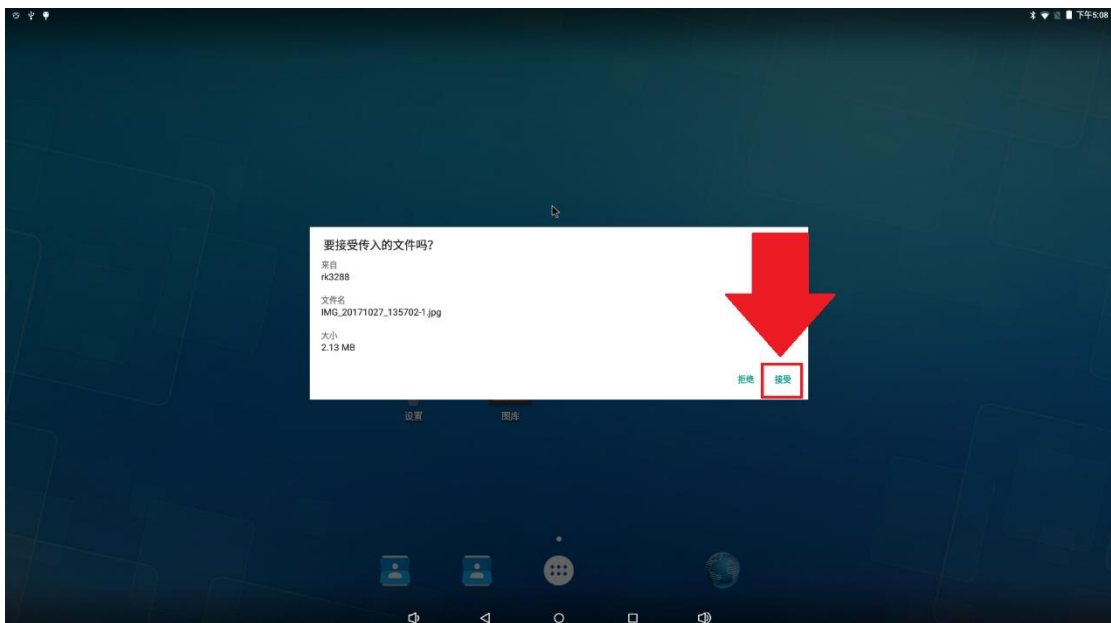 下午5:08
要接受传入的文件吗?
来自
rk3288
文件名
IMG_20171027_135702-1.jpg
大小
2.13 MB
拒绝 接受
设置 图库